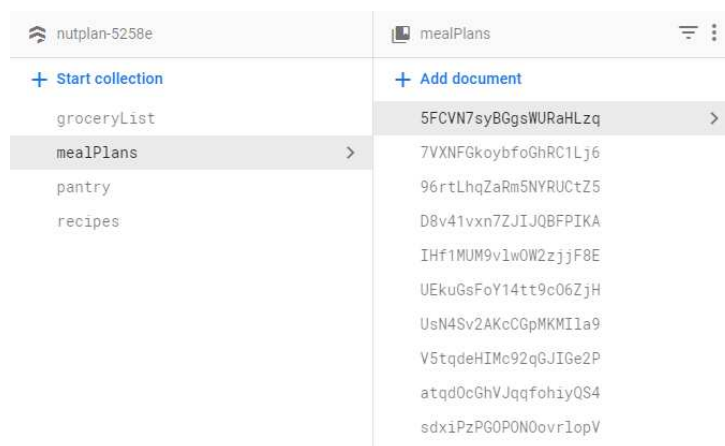 nutplan-5258e
Start collection
groceryList
mealPlans
pantry
recipes
mealPlans
Add document
5FCVN7syBGgsWURaHLzq
7VXNFGkoybfoGhRC1Lj6
96rtLhqZaRm5NYRUCtZ5
D8v41vxn7ZJIJQBFPIKA
IHf1MUM9vlwOW2zjjF8E
UEkuGsFoY14tt9cO6ZjH
UsN4Sv2AKcCGpMKMIla9
V5tqdeHIMc92qGJIGe2P
atqdOcGhVJqqfohiyQS4
sdxiPzPGOPONOovrlopV